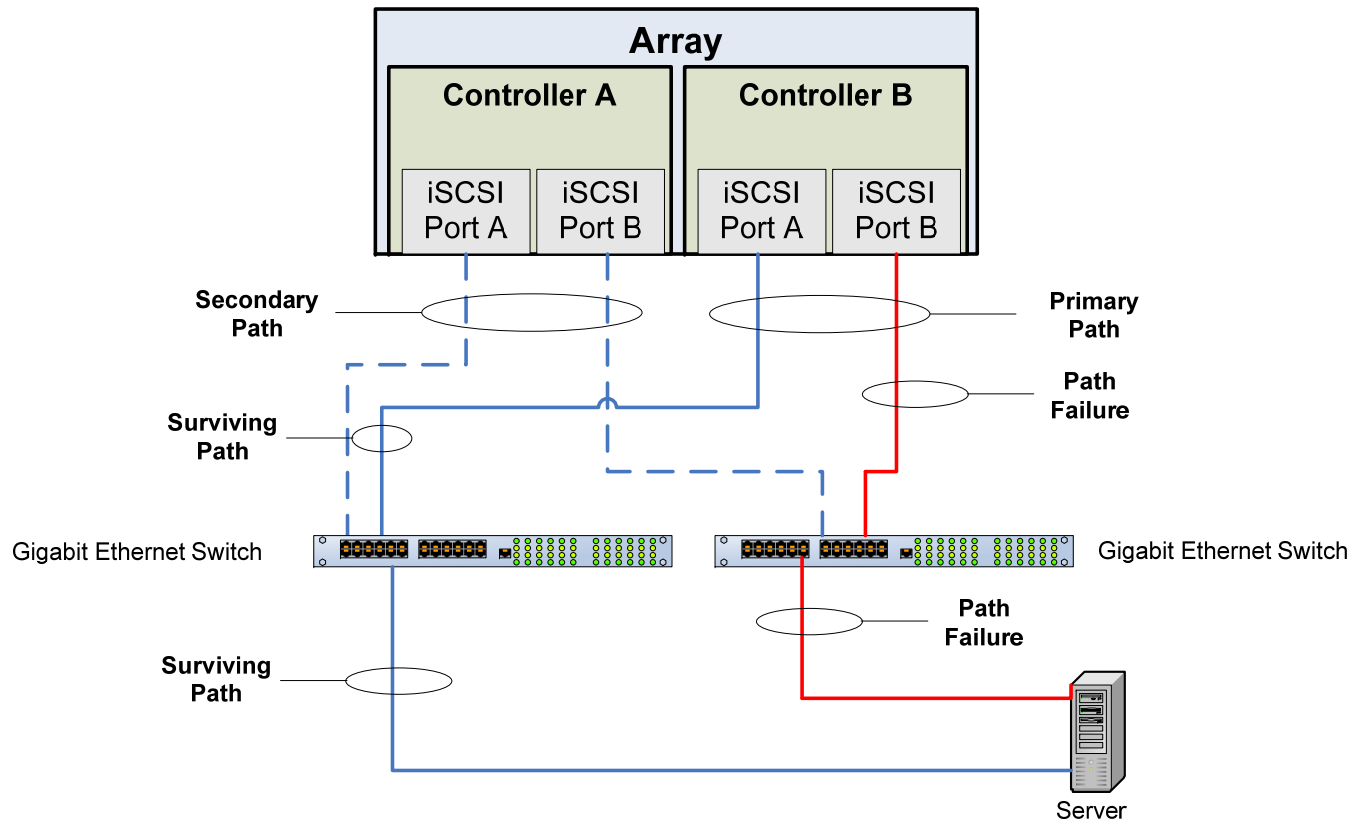 Array
Controller A
Controller B
iSCSI
Port A
iSCSI
Port B
iSCSI
Port A
iSCSI
Port B
Secondary
Path
Primary
Path
Path
Failure
Surviving
Path
Gigabit Ethernet Switch
Gigabit Ethernet Switch
Path
Failure
Surviving
Path
Server